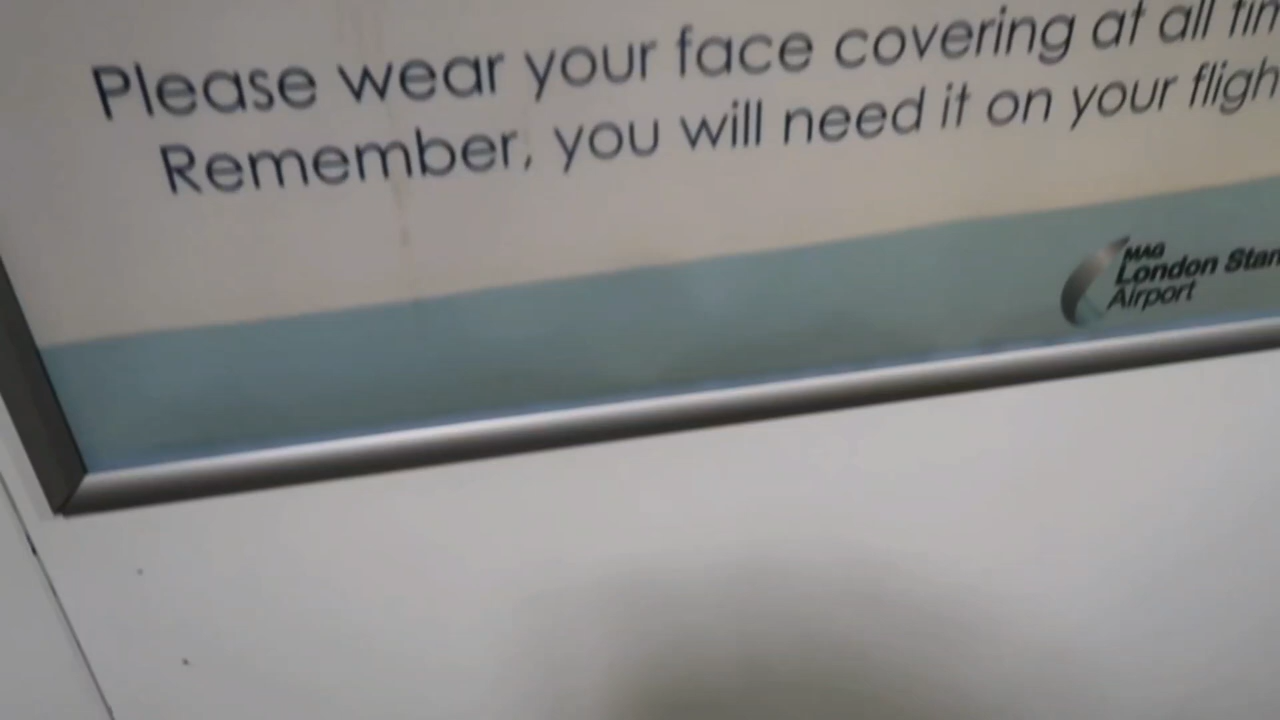 Please wear your face covering at all
Remember, you will need it on your
MAG
London
Airport